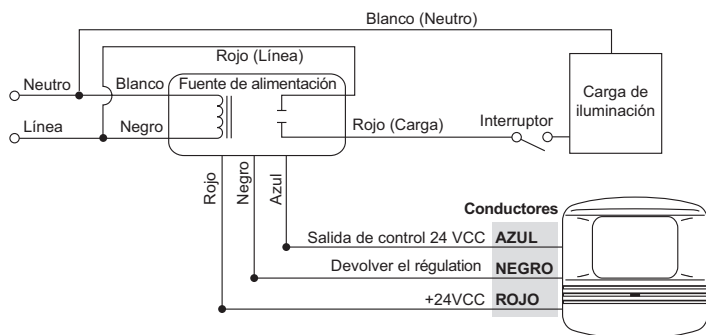 Blanco (Neutro)
Rojo (Línea)
Neutro
Blanco
Fuente de alimentación
Carga de
iluminación
Línea
Negro
Rojo (Carga)
Interruptor
Rojo
Negro
Azul
Conductores
Salida de control 24 VCC AZUL
Devolver el régulation NEGRO
+24VCC ROJO